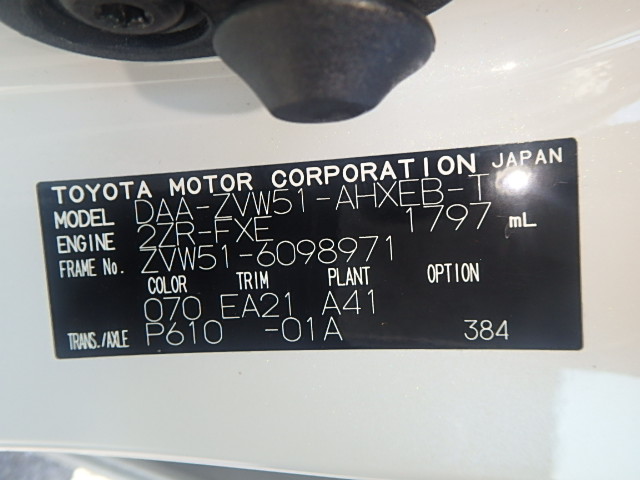 TOYOTA MOTOR CORPORATION JAPAN
MODEL DAA-ZVW51-AHXEB-T
ENGINE 2ZR-FXE 1797 mL
FRAME No. ZVW51-6098971
COLOR TRIM PLANT OPTION
070 EA21 A41
TRANS./AXLE P610 -01A 384